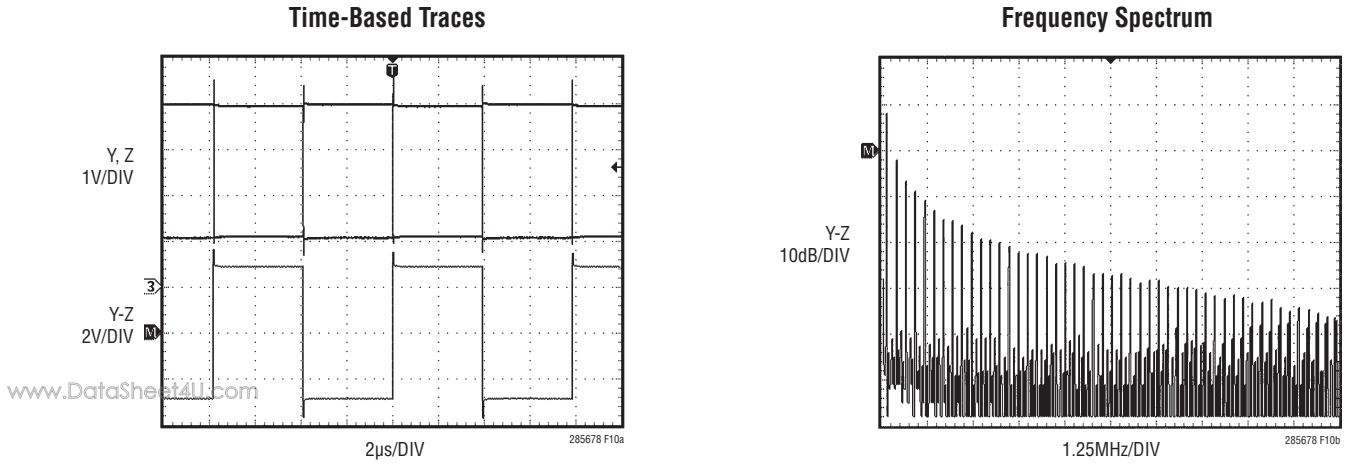 Time-Based Traces
T
Y, Z
1V/DIV
3
Y-Z
2V/DIV
M
www.DataSheet4U.com
2µs/DIV
285678 F10a
Frequency Spectrum
M
Y-Z
10dB/DIV
1.25MHz/DIV
285678 F10b